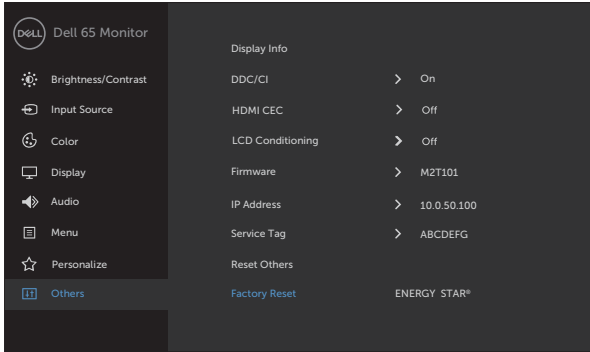 DELL Dell 65 Monitor
Display Info
Brightness/Contrast DDC/CI > On
Input Source HDMI CEC > Off
Color LCD Conditioning > Off
Display Firmware > M2T101
Audio IP Address > 10.0.50.100
Menu Service Tag > ABCDEFG
Personalize Reset Others
Others Factory Reset ENERGY STAR®